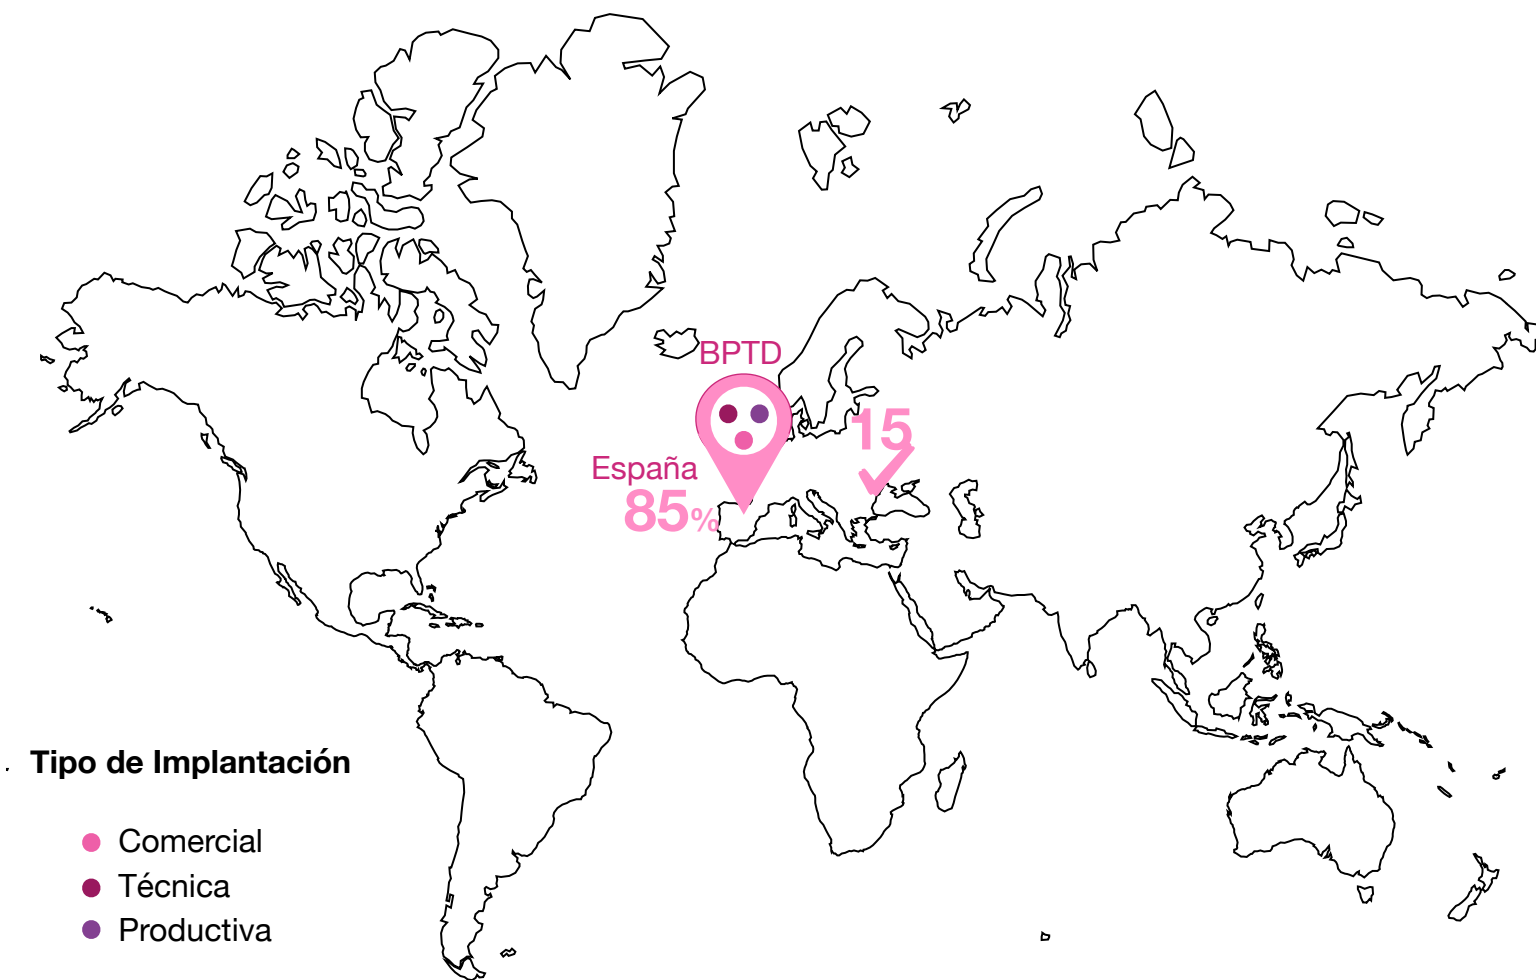 BPTD
15
España
85%
Tipo de Implantación
Comercial
Técnica
Productiva